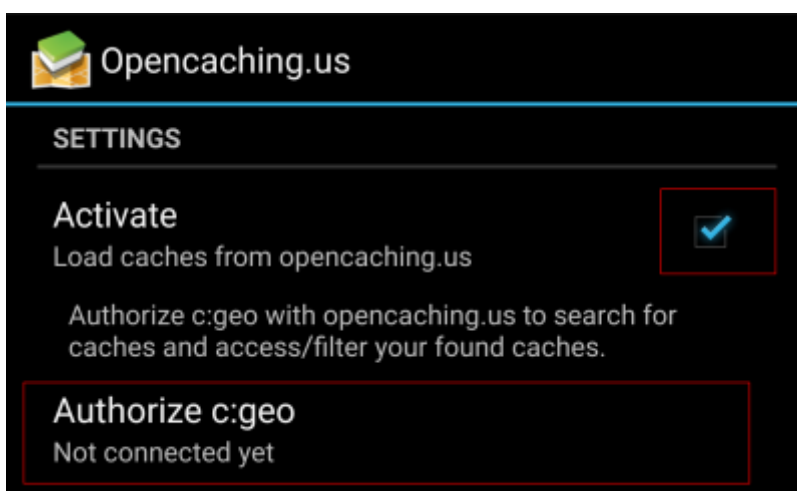 Opencaching.us
SETTINGS
Activate
Load caches from opencaching.us
Authorize c:geo with opencaching.us to search for
caches and access/filter your found caches.
Authorize c:geo
Not connected yet